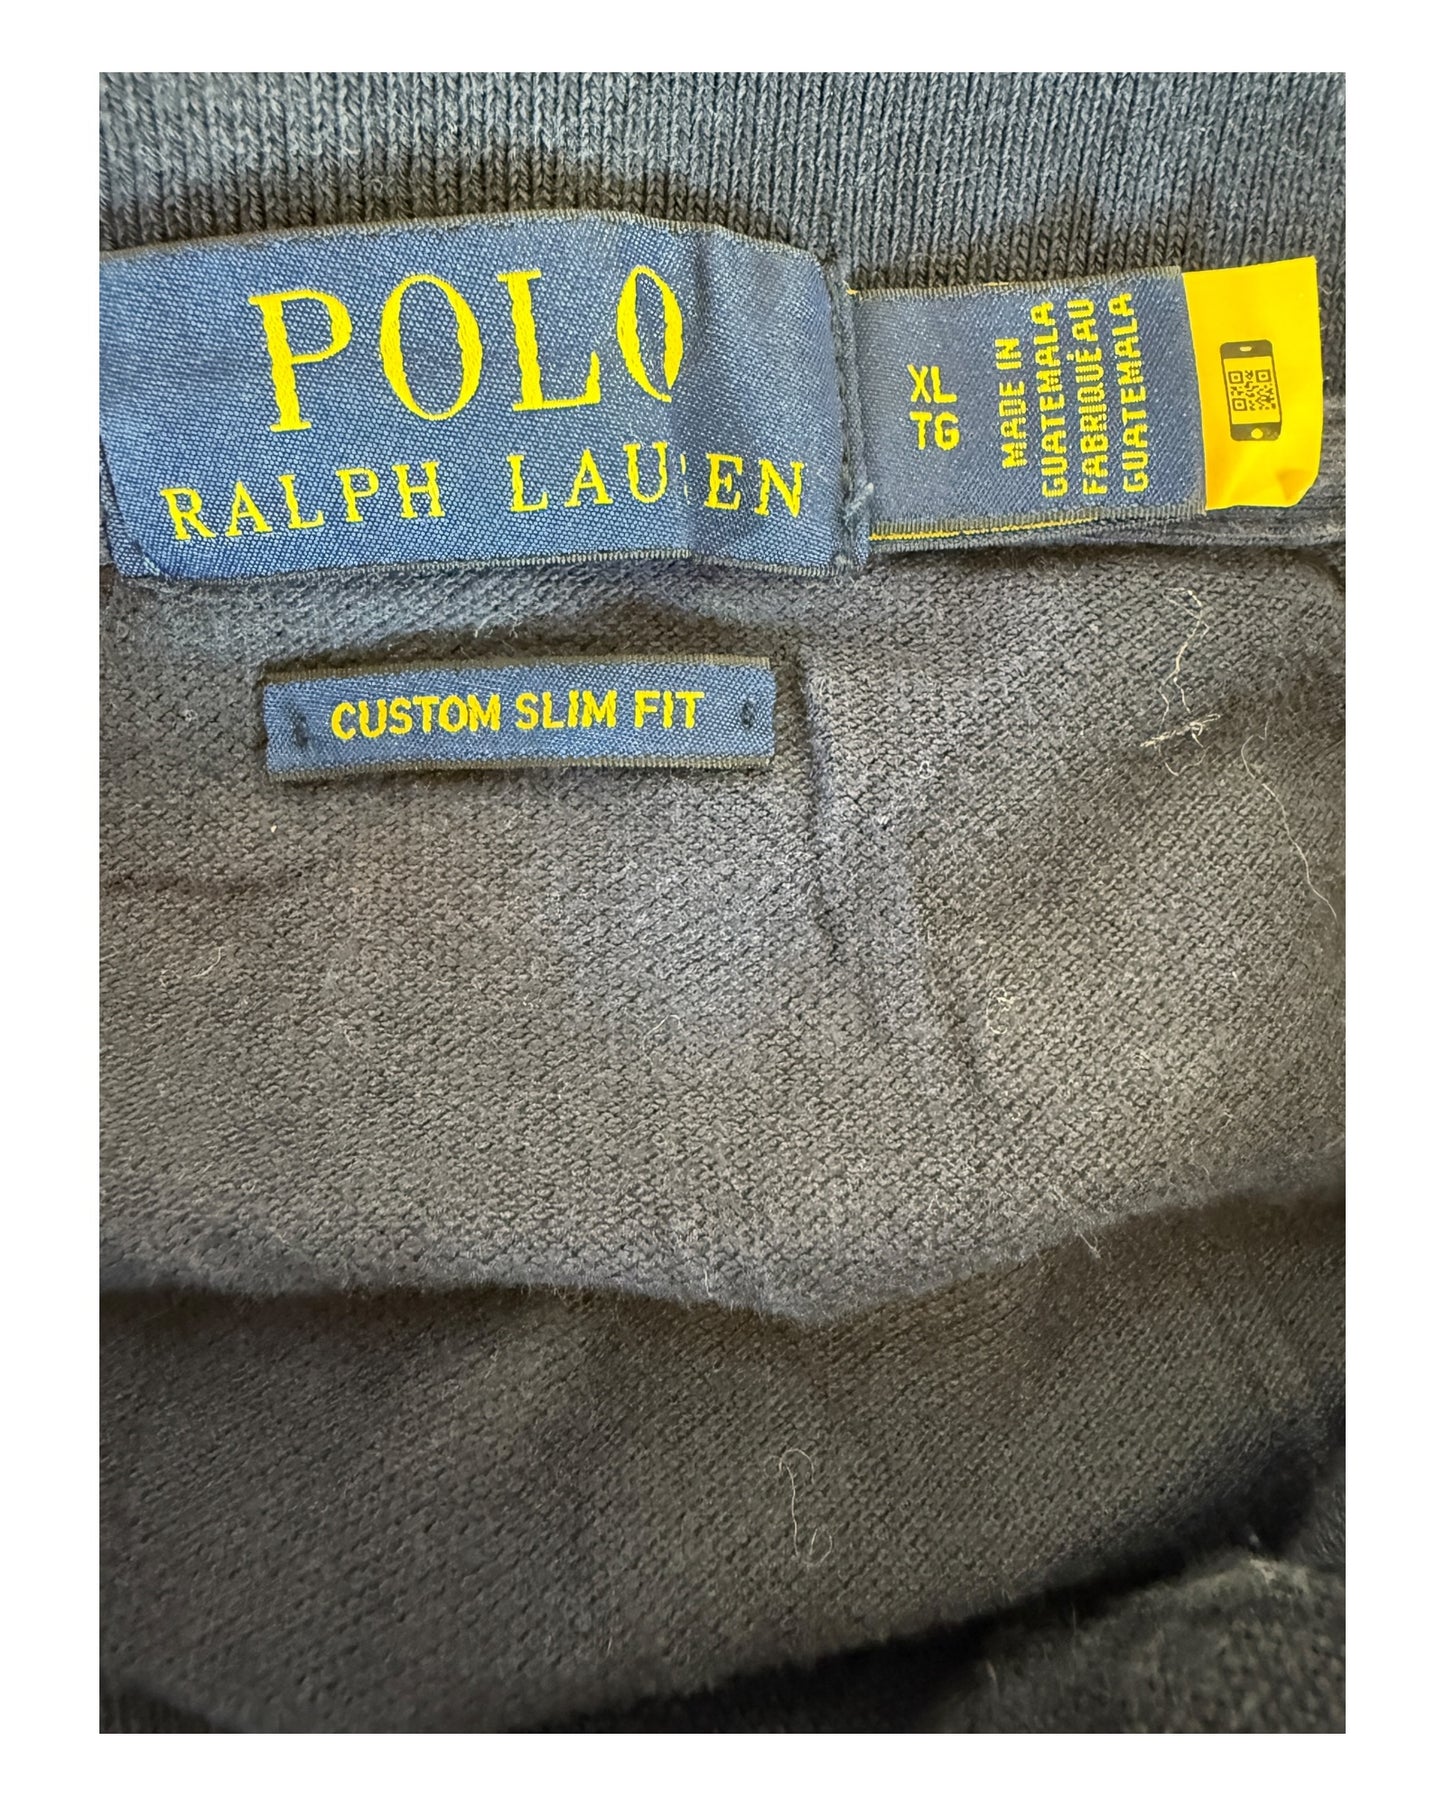 POLO
RALPH LAUREN
XL
TG
MADE IN
GUATEMALA
FABRIQUÉ AU
GUATEMALA
CUSTOM SLIM FIT